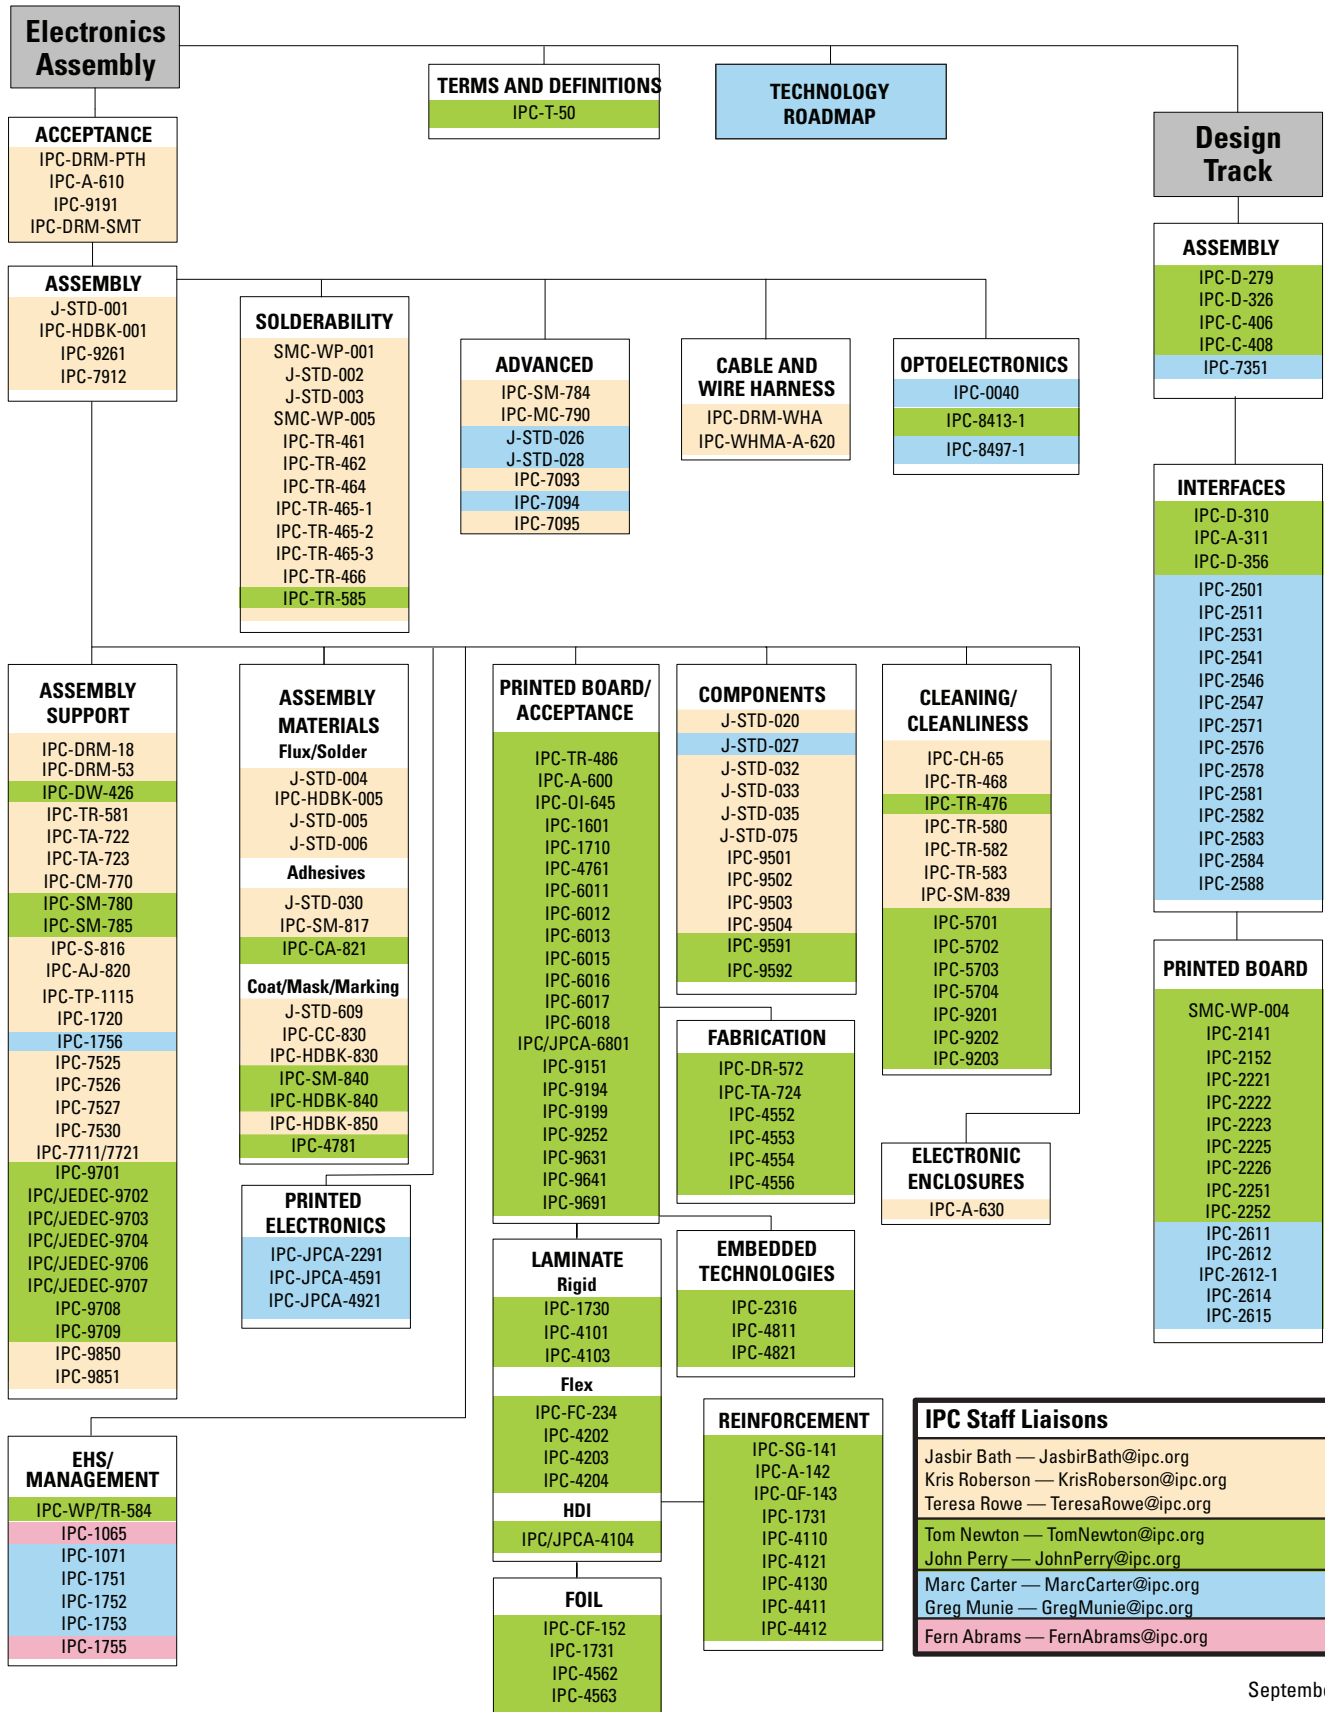 Electronics
Assembly
TERMS AND DEFINITIONS
IPC-T-50
TECHNOLOGY
ROADMAP
Design
Track
ACCEPTANCE
IPC-DRM-PTH
IPC-A-610
IPC-9191
IPC-DRM-SMT
ASSEMBLY
J-STD-001
IPC-HDBK-001
IPC-9261
IPC-7912
SOLDERABILITY
SMC-WP-001
J-STD-002
J-STD-003
SMC-WP-005
IPC-TR-461
IPC-TR-462
IPC-TR-464
IPC-TR-465-1
IPC-TR-465-2
IPC-TR-465-3
IPC-TR-466
IPC-TR-585
ADVANCED
IPC-SM-784
IPC-MC-790
J-STD-026
J-STD-028
IPC-7093
IPC-7094
IPC-7095
CABLE AND
WIRE HARNESS
IPC-DRM-WHA
IPC-WHMA-A-620
OPTOELECTRONICS
IPC-0040
IPC-8413-1
IPC-8497-1
ASSEMBLY
IPC-D-279
IPC-D-326
IPC-C-406
IPC-C-408
IPC-7351
INTERFACES
IPC-D-310
IPC-A-311
IPC-D-356
IPC-2501
IPC-2511
IPC-2531
IPC-2541
IPC-2546
IPC-2547
IPC-2571
IPC-2576
IPC-2578
IPC-2581
IPC-2582
IPC-2583
IPC-2584
IPC-2588
PRINTED BOARD
SMC-WP-004
IPC-2141
IPC-2152
IPC-2221
IPC-2222
IPC-2223
IPC-2225
IPC-2226
IPC-2251
IPC-2252
IPC-2611
IPC-2612
IPC-2612-1
IPC-2614
IPC-2615
ASSEMBLY
SUPPORT
IPC-DRM-18
IPC-DRM-53
IPC-DW-426
IPC-TR-581
IPC-TA-722
IPC-TA-723
IPC-CM-770
IPC-SM-780
IPC-SM-785
IPC-S-816
IPC-AJ-820
IPC-TP-1115
IPC-1720
IPC-1756
IPC-7525
IPC-7526
IPC-7527
IPC-7530
IPC-7711/7721
IPC-9701
IPC/JEDEC-9702
IPC/JEDEC-9703
IPC/JEDEC-9704
IPC/JEDEC-9706
IPC/JEDEC-9707
IPC-9708
IPC-9709
IPC-9850
IPC-9851
ASSEMBLY
MATERIALS
Flux/Solder
J-STD-004
IPC-HDBK-005
J-STD-005
J-STD-006
Adhesives
J-STD-030
IPC-SM-817
IPC-CA-821
Coat/Mask/Marking
J-STD-609
IPC-CC-830
IPC-HDBK-830
IPC-SM-840
IPC-HDBK-840
IPC-HDBK-850
IPC-4781
PRINTED
ELECTRONICS
IPC-JPCA-2291
IPC-JPCA-4591
IPC-JPCA-4921
PRINTED BOARD/
ACCEPTANCE
IPC-TR-486
IPC-A-600
IPC-OI-645
IPC-1601
IPC-1710
IPC-4761
IPC-6011
IPC-6012
IPC-6013
IPC-6015
IPC-6016
IPC-6017
IPC-6018
IPC/JPCA-6801
IPC-9151
IPC-9194
IPC-9199
IPC-9252
IPC-9631
IPC-9641
IPC-9691
COMPONENTS
J-STD-020
J-STD-027
J-STD-032
J-STD-033
J-STD-035
J-STD-075
IPC-9501
IPC-9502
IPC-9503
IPC-9504
IPC-9591
IPC-9592
CLEANING/
CLEANLINESS
IPC-CH-65
IPC-TR-468
IPC-TR-476
IPC-TR-580
IPC-TR-582
IPC-TR-583
IPC-SM-839
IPC-5701
IPC-5702
IPC-5703
IPC-5704
IPC-9201
IPC-9202
IPC-9203
FABRICATION
IPC-DR-572
IPC-TA-724
IPC-4552
IPC-4553
IPC-4554
IPC-4556
ELECTRONIC
ENCLOSURES
IPC-A-630
LAMINATE
Rigid
IPC-1730
IPC-4101
IPC-4103
Flex
IPC-FC-234
IPC-4202
IPC-4203
IPC-4204
HDI
IPC/JPCA-4104
EMBEDDED
TECHNOLOGIES
IPC-2316
IPC-4811
IPC-4821
REINFORCEMENT
IPC-SG-141
IPC-A-142
IPC-QF-143
IPC-1731
IPC-4110
IPC-4121
IPC-4130
IPC-4411
IPC-4412
EHS/
MANAGEMENT
IPC-WP/TR-584
IPC-1065
IPC-1071
IPC-1751
IPC-1752
IPC-1753
IPC-1755
FOIL
IPC-CF-152
IPC-1731
IPC-4562
IPC-4563
IPC Staff Liaisons
Jasbir Bath — JasbirBath@ipc.org
Kris Roberson — KrisRoberson@ipc.org
Teresa Rowe — TeresaRowe@ipc.org
Tom Newton — TomNewton@ipc.org
John Perry — JohnPerry@ipc.org
Marc Carter — MarcCarter@ipc.org
Greg Munie — GregMunie@ipc.org
Fern Abrams — FernAbrams@ipc.org